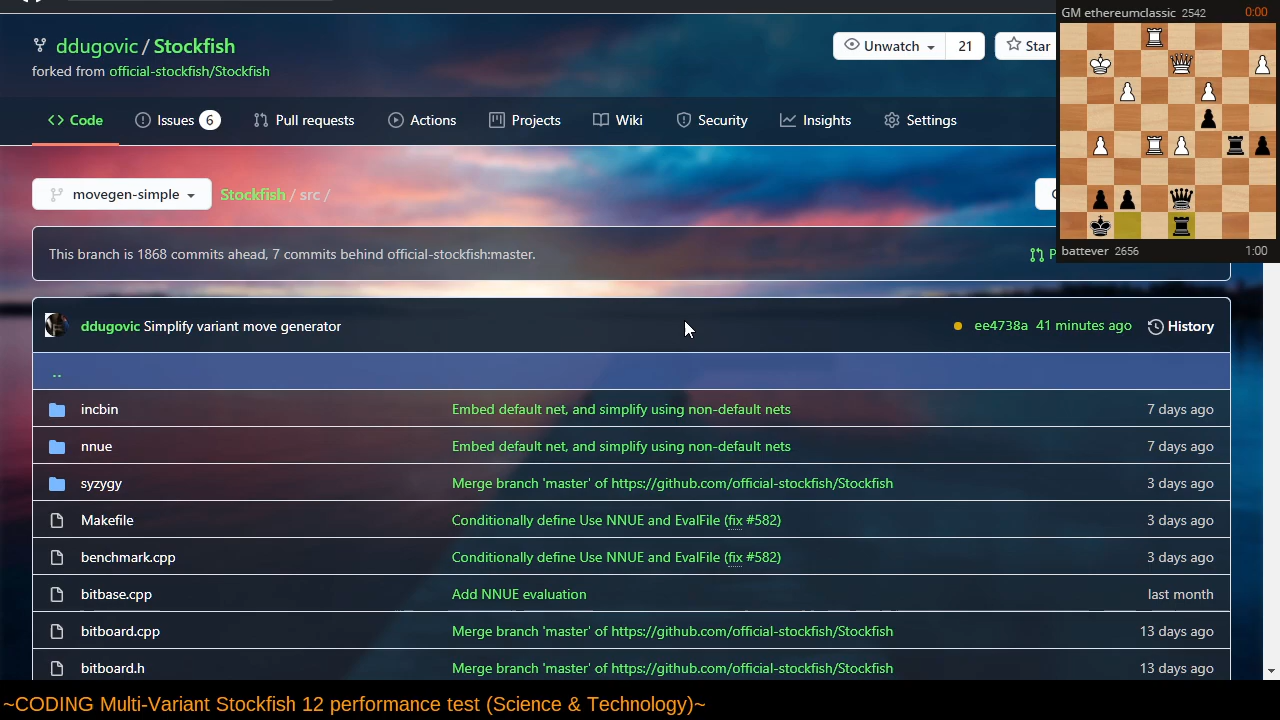 ddugovic / Stockfish
Unwatch 21 Star
forked from official-stockfish/Stockfish
Code Issues 6 Pull requests Actions Projects Wiki Security Insights Settings
movegen-simple Stockfish / src /
This branch is 1868 commits ahead, 7 commits behind official-stockfish:master.
ddugovic Simplify variant move generator ee4738a 41 minutes ago History
..
incbin Embed default net, and simplify using non-default nets 7 days ago
nnue Embed default net, and simplify using non-default nets 7 days ago
syzygy Merge branch 'master' of https://github.com/official-stockfish/Stockfish 3 days ago
Makefile Conditionally define Use NNUE and EvalFile (fix #582) 3 days ago
benchmark.cpp Conditionally define Use NNUE and EvalFile (fix #582) 3 days ago
bitbase.cpp Add NNUE evaluation last month
bitboard.cpp Merge branch 'master' of https://github.com/official-stockfish/Stockfish 13 days ago
bitboard.h Merge branch 'master' of https://github.com/official-stockfish/Stockfish 13 days ago
GM ethereumclassic 2542 0:00
battever 2656 1:00
~CODING Multi-Variant Stockfish 12 performance test (Science & Technology)~